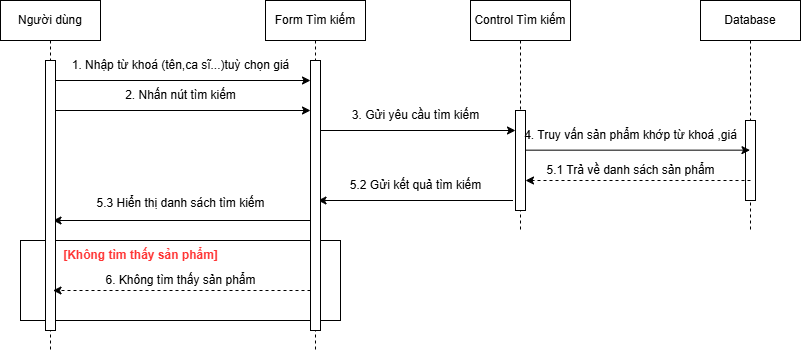 Người dùng
Form Tìm kiếm
Control Tìm kiếm
Database
1. Nhập từ khoá (tên,ca sĩ...)tuỳ chọn giá
2. Nhấn nút tìm kiếm
3. Gửi yêu cầu tìm kiếm
4. Truy vấn sản phẩm khớp từ khoá ,giá
5.1 Trả về danh sách sản phẩm
5.2 Gửi kết quả tìm kiếm
5.3 Hiển thị danh sách tìm kiếm
[Không tìm thấy sản phẩm]
6. Không tìm thấy sản phẩm